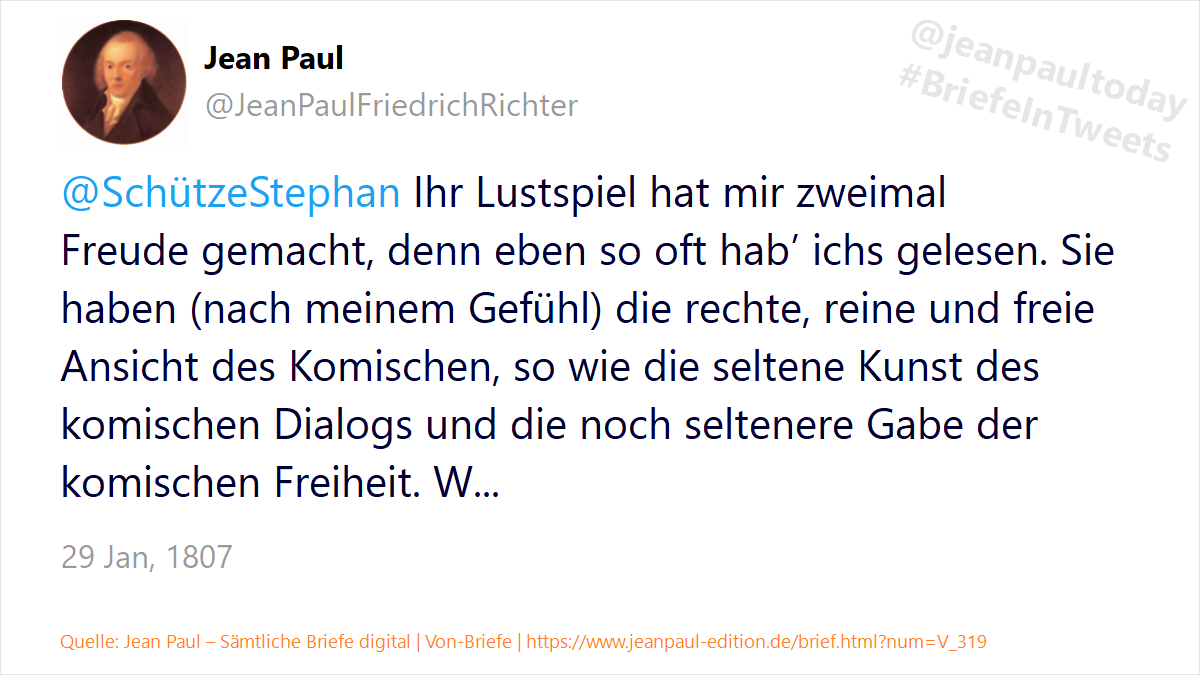 Jean Paul
@JeanPaulFriedrichRichter
@jeanpaultoday
#BriefeInTweets
@SchützeStephan Ihr Lustspiel hat mir zweimal
Freude gemacht, denn eben so oft hab’ ichs gelesen. Sie
haben (nach meinem Gefühl) die rechte, reine und freie
Ansicht des Komischen, so wie die seltene Kunst des
komischen Dialogs und die noch seltenere Gabe der
komischen Freiheit. W...
29 Jan, 1807
Quelle: Jean Paul – Sämtliche Briefe digital | Von-Briefe | https://www.jeanpaul-edition.de/brief.html?num=V_319